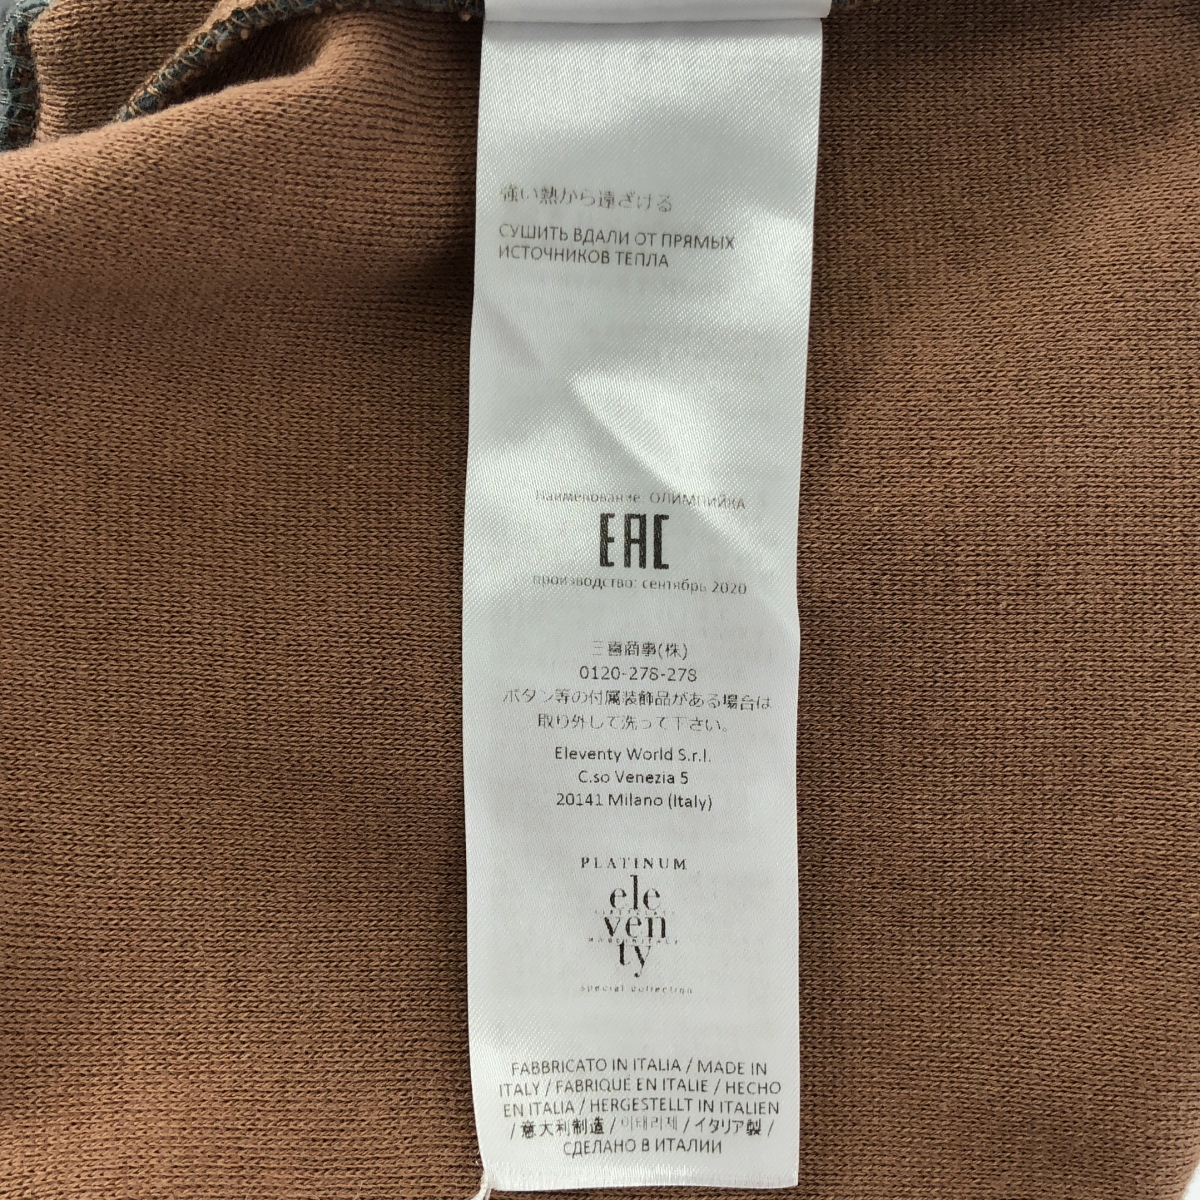 強い熱から遠ざける
СУШИТЬ ВДАЛИ ОТ ПРЯМЫХ
ИСТОЧНИКОВ ТЕПЛА
Наименование: ОЛИМПИЙКА
EAC
производство: сентябрь 2020
三喜商事(株)
0120-278-278
ボタン等の付属装飾品がある場合は
取り外して洗って下さい。
Eleventy World S.r.l.
C.so Venezia 5
20141 Milano (Italy)
PLATINUM
ele
ven
ty
special collection
FABBRICATO IN ITALIA / MADE IN
ITALY / FABRIQUÉ EN ITALIE / HECHO
EN ITALIA / HERGESTELLT IN ITALIEN
/ 意大利制造 / 이태리제 / イタリア製 /
СДЕЛАНО В ИТАЛИИ